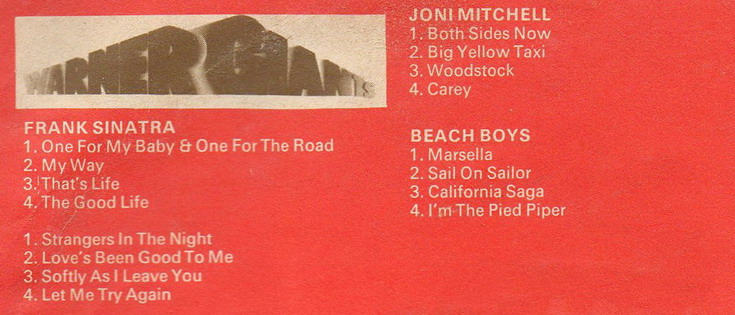 WARNER GIANTS
FRANK SINATRA
1. One For My Baby & One For The Road
2. My Way
3. That's Life
4. The Good Life
1. Strangers In The Night
2. Love's Been Good To Me
3. Softly As I Leave You
4. Let Me Try Again
JONI MITCHELL
1. Both Sides Now
2. Big Yellow Taxi
3. Woodstock
4. Carey
BEACH BOYS
1. Marsella
2. Sail On Sailor
3. California Saga
4. I'm The Pied Piper